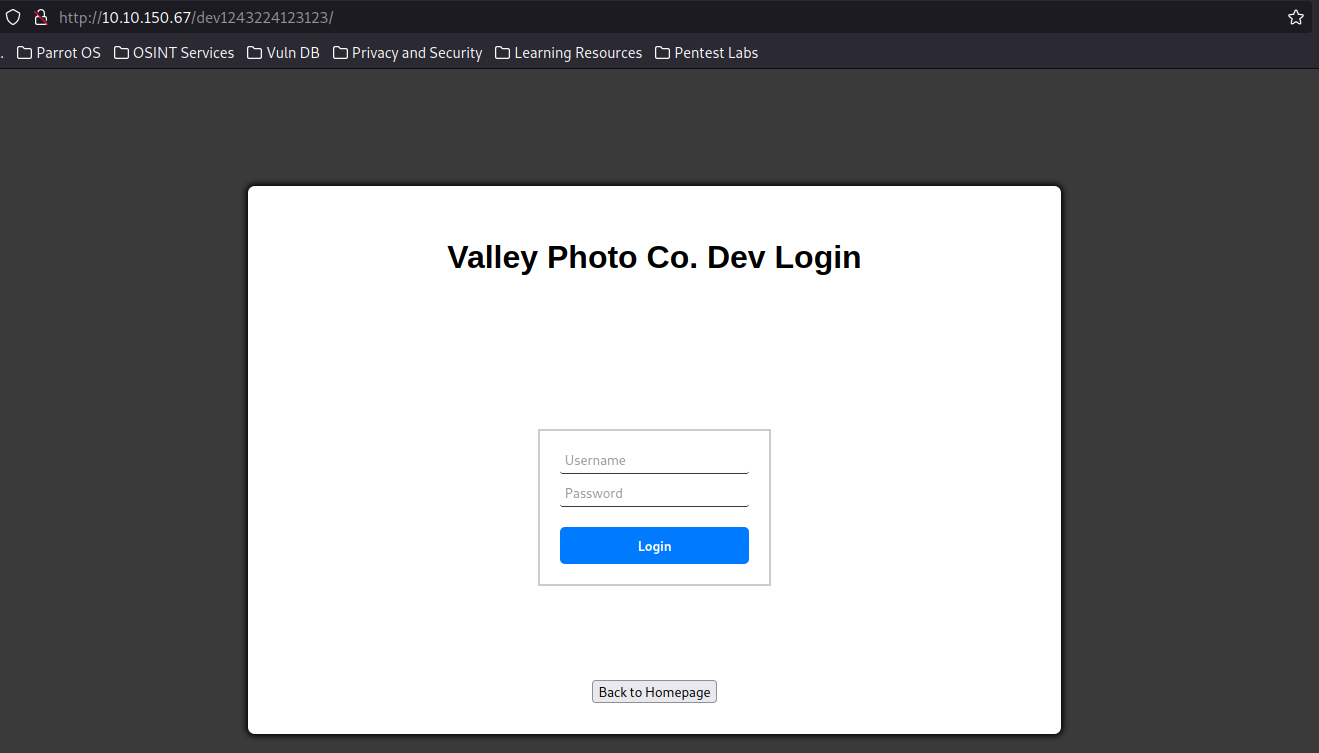 http://10.10.150.67/dev1243224123123/
. Parrot OS OSINT Services Vuln DB Privacy and Security Learning Resources Pentest Labs
Valley Photo Co. Dev Login
Username
Password
Login
Back to Homepage